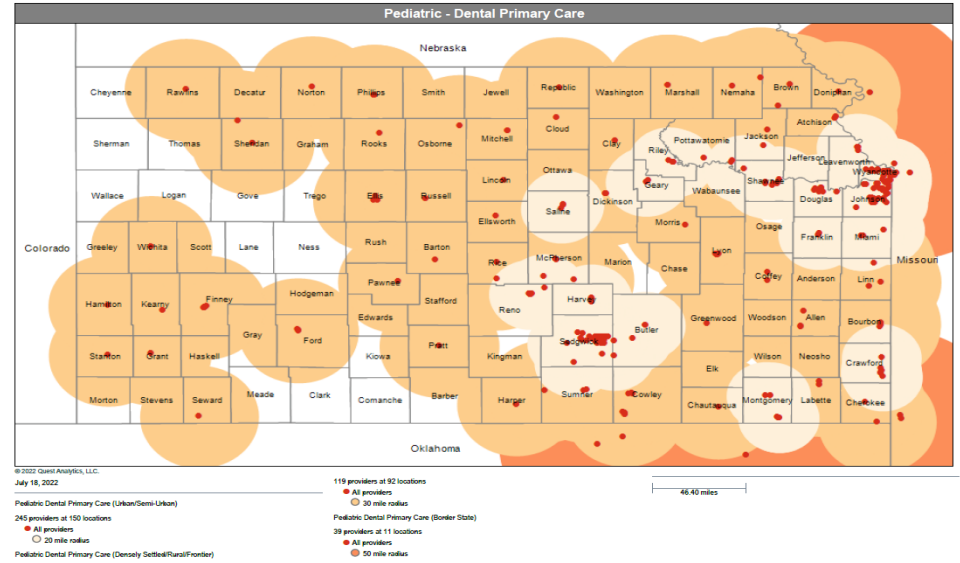 Pediatric - Dental Primary Care
Nebraska
Cheyenne Rawlins Decatur Norton Phillips Smith Jewell Republic Washington Marshall Nemaha Brown Doniphan
Sherman Thomas Sheridan Graham Rooks Osborne Mitchell Cloud Clay Riley Pottawatomie Jackson Atchison
Jefferson Leavenworth
Wallace Logan Gove Trego Ellis Russell Lincoln Ottawa Geary Wabaunsee Shawnee Wyandotte
Saline Dickinson Douglas Johnson
Colorado Greeley Wichita Scott Lane Ness Rush Barton Ellsworth Morris Osage Franklin Miami
Rice McPherson Marion Chase Lyon Missouri
Hamilton Kearny Finney Hodgeman Pawnee Stafford Reno Harvey Coffey Anderson Linn
Gray Ford Edwards Sedgwick Butler Greenwood Woodson Allen Bourbon
Stanton Grant Haskell Kiowa Pratt Kingman Elk Wilson Neosho Crawford
Morton Stevens Seward Meade Clark Comanche Barber Harper Sumner Cowley Chautauqua Montgomery Labette Cherokee
Oklahoma
© 2022 Quest Analytics, LLC.
July 18, 2022
Pediatric Dental Primary Care (Urban/Semi-Urban)
245 providers at 150 locations
All providers
20 mile radius
Pediatric Dental Primary Care (Densely Settled/Rural/Frontier)
119 providers at 92 locations
All providers
30 mile radius
Pediatric Dental Primary Care (Border State)
39 providers at 11 locations
All providers
50 mile radius
46.40 miles